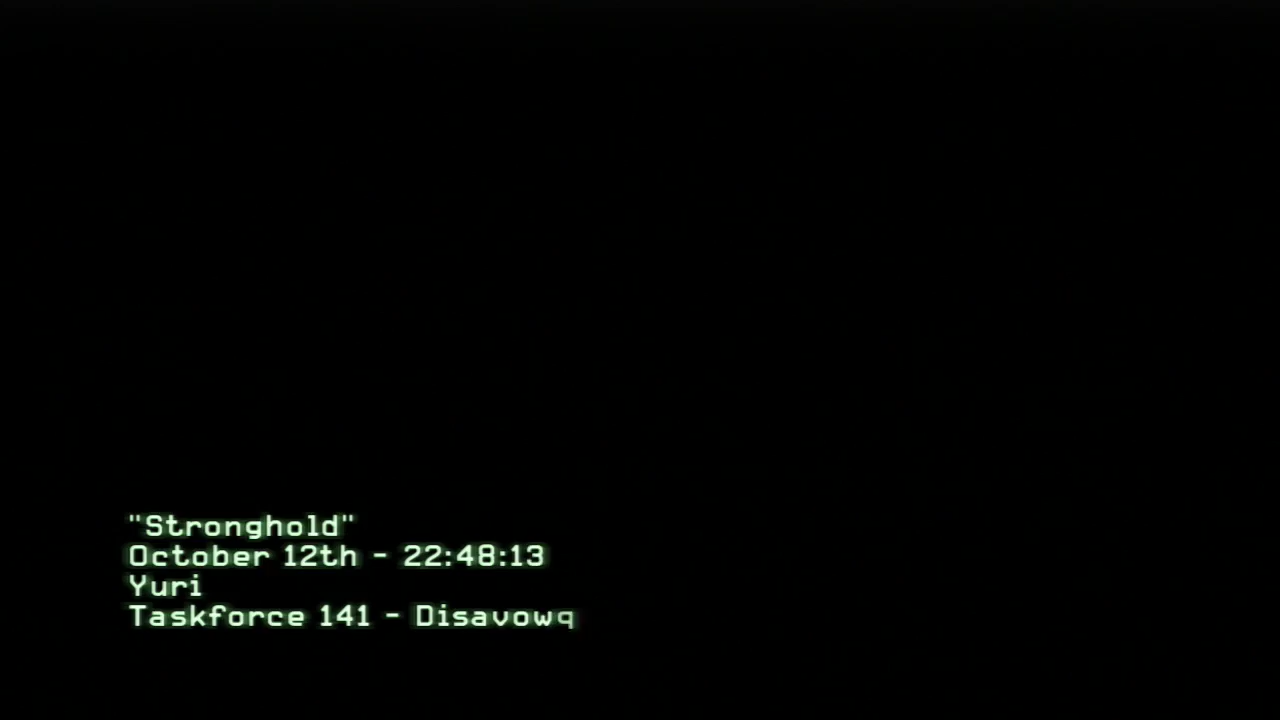 "Stronghold"
October 12th - 22:48:13
Yuri
Taskforce 141 - Disavowq